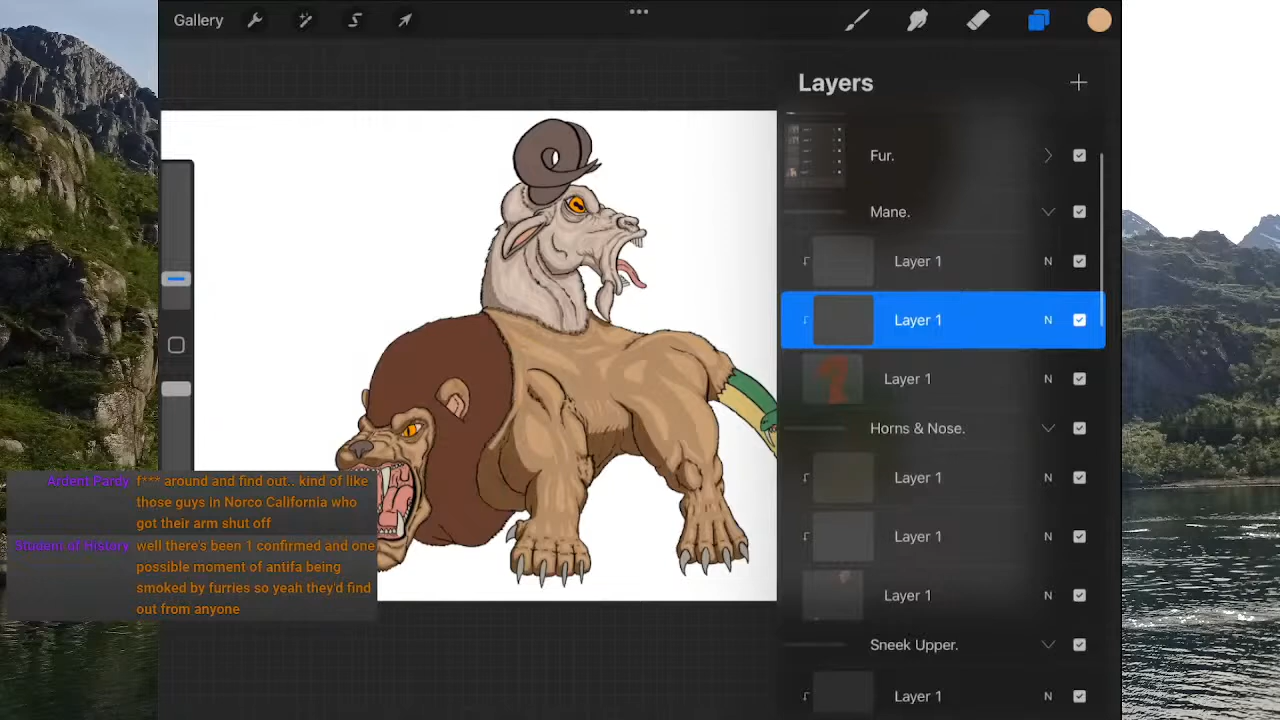 Gallery
Layers
Fur.
Mane.
Layer 1 N
Layer 1 N
Layer 1 N
Horns & Nose.
Layer 1 N
Layer 1 N
Layer 1 N
Sneek Upper.
Layer 1 N
Ardent Pardy f*** around and find out.. kind of like
those guys in Norco California who
got their arm shut off
Student of History well there's been 1 confirmed and one
possible moment of antifa being
smoked by furries so yeah they'd find
out from anyone